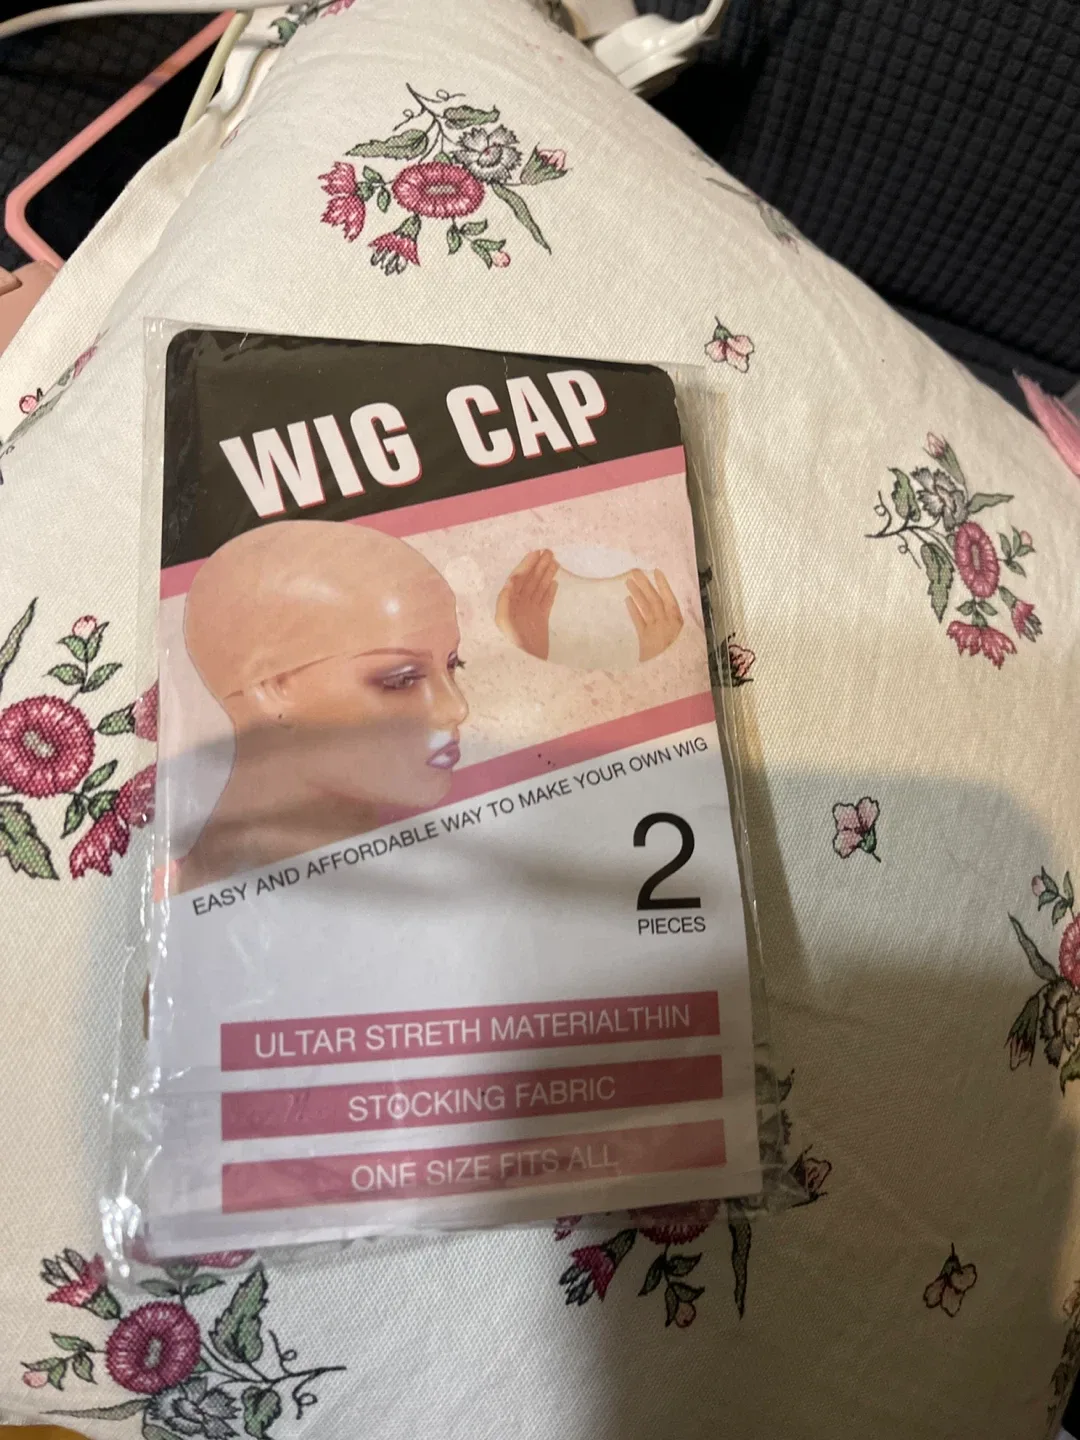 WIG CAP
EASY AND AFFORDABLE WAY TO MAKE YOUR OWN WIG
2
PIECES
ULTAR STRETH MATERIALTHIN
STOCKING FABRIC
ONE SIZE FITS ALL